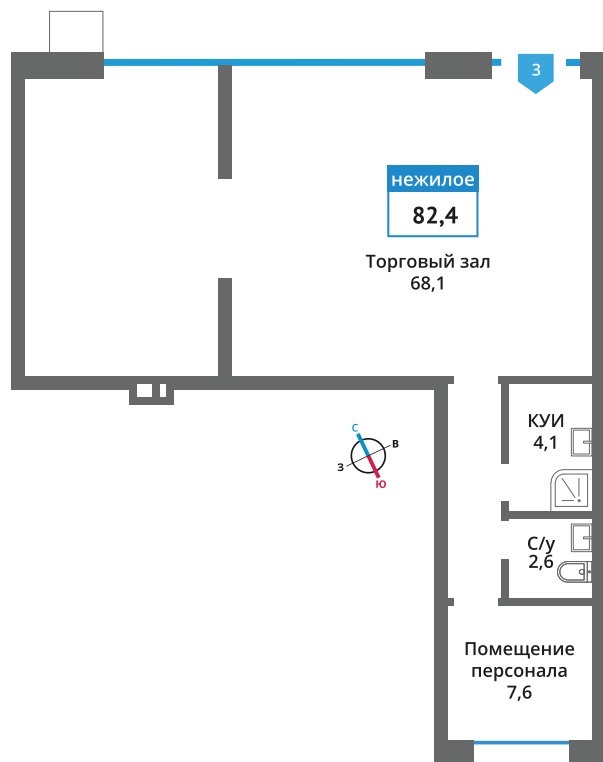 3
нежилое
82,4
Торговый зал
68,1
КУИ
4,1
С
В
З
Ю
С/у
2,6
Помещение
персонала
7,6